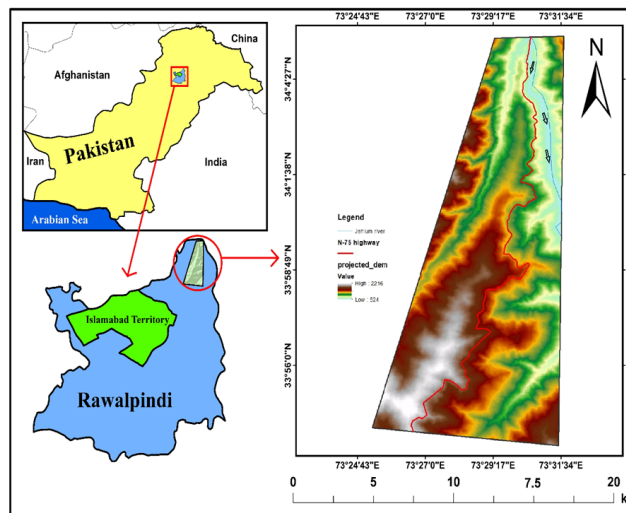 China
Afghanistan
Iran
Pakistan
India
Arabian Sea
Islamabad Territory
Rawalpindi
73°24'43"E 73°27'0"E 73°29'17"E 73°31'34"E
34°4'27"N
34°1'38"N
33°58'49"N
33°56'0"N
N
Legend
Jehlum river
N-75 highway
projected_dem
Value
High : 2216
Low : 524
73°24'43"E 73°27'0"E 73°29'17"E 73°31'34"E
0 5 10 7.5 20
k